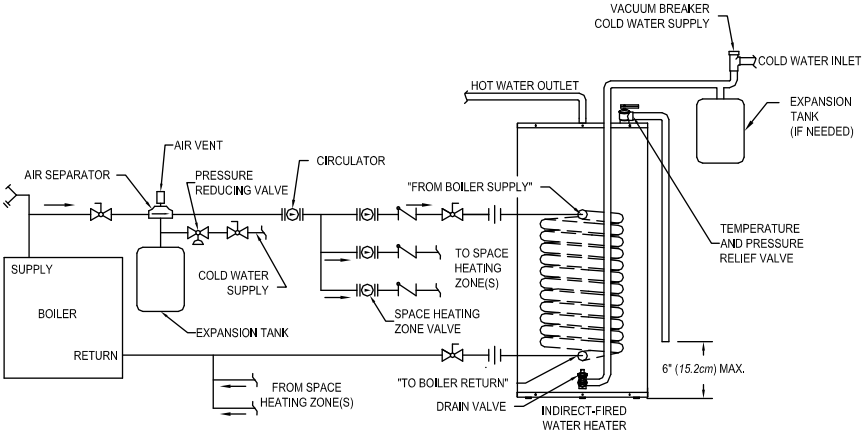 VACUUM BREAKER
COLD WATER SUPPLY
COLD WATER INLET
HOT WATER OUTLET
EXPANSION
TANK
(IF NEEDED)
AIR VENT
AIR SEPARATOR
PRESSURE
REDUCING VALVE
CIRCULATOR
"FROM BOILER SUPPLY"
TEMPERATURE
AND PRESSURE
RELIEF VALVE
TO SPACE
HEATING
ZONE(S)
COLD WATER
SUPPLY
SUPPLY
BOILER
RETURN
EXPANSION TANK
SPACE HEATING
ZONE VALVE
6" (15.2cm) MAX.
FROM SPACE
HEATING ZONE(S)
"TO BOILER RETURN"
DRAIN VALVE
INDIRECT-FIRED
WATER HEATER